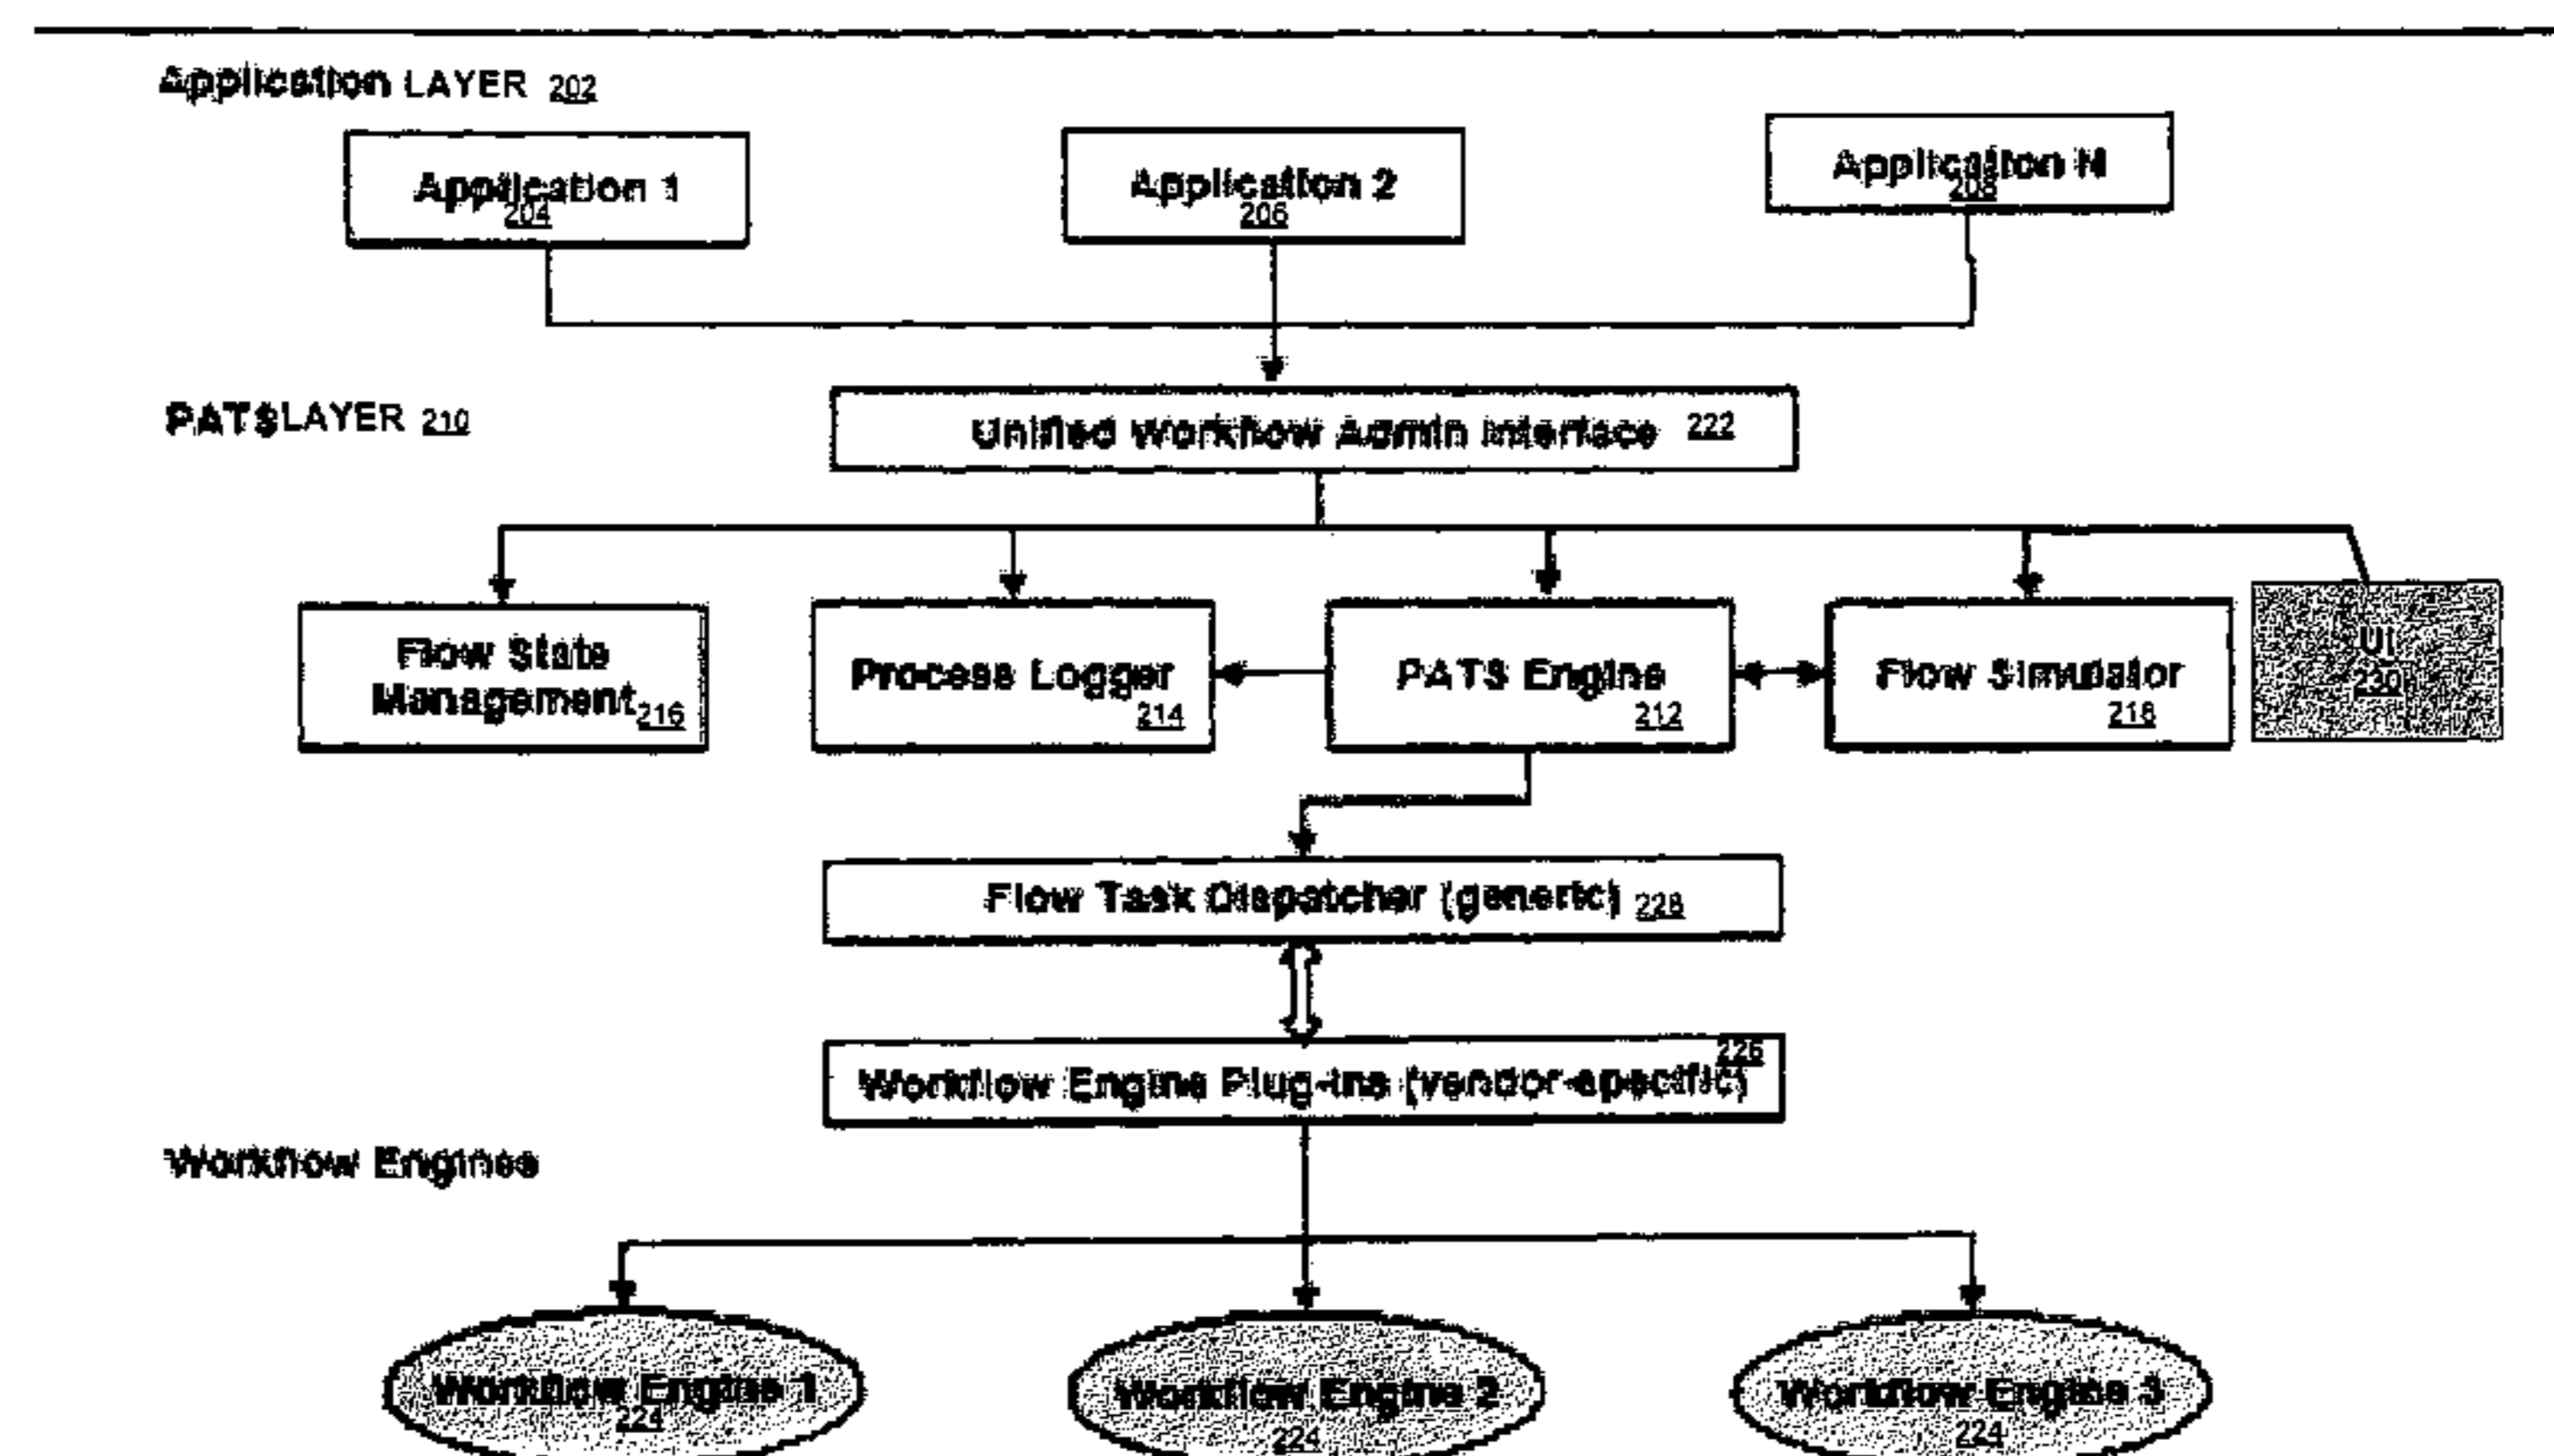 Application LAYER 202
Application 1
204
Application 2
206
Application N
208
PATS LAYER 210
Unified Workflow Admin Interface 222
Flow State
Management 216
Process Logger
214
PATS Engine
212
Flow Simulator
218
UI
230
Flow Task Dispatcher (generic) 228
226
Workflow Engine Plug-ins (vendor-specific)
Workflow Engines
Workflow Engine 1
224
Workflow Engine 2
224
Workflow Engine 3
224